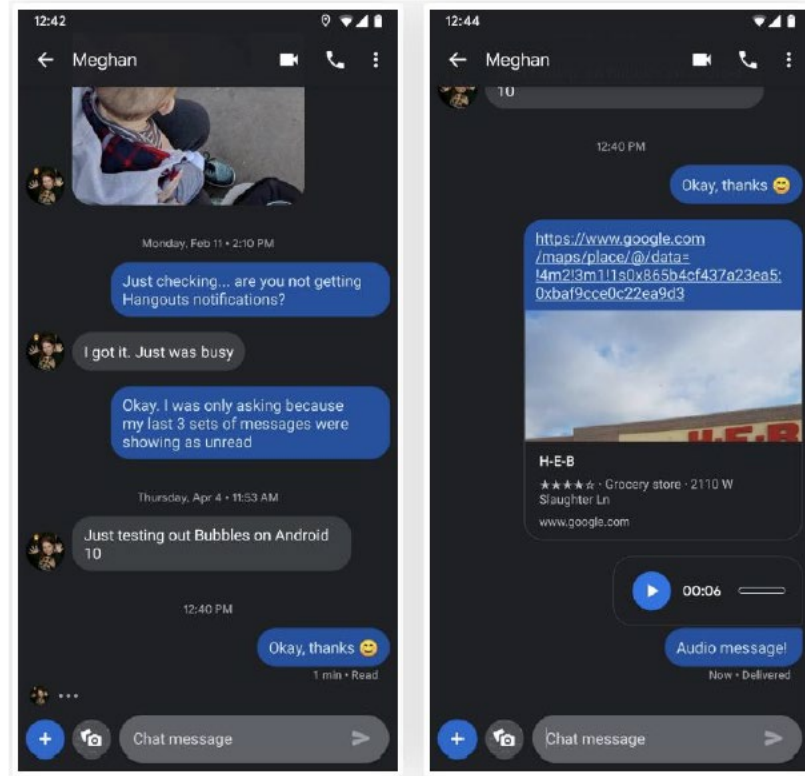 12:42
Meghan
Monday, Feb 11 • 2:10 PM
Just checking... are you not getting
Hangouts notifications?
I got it. Just was busy
Okay. I was only asking because
my last 3 sets of messages were
showing as unread
Thursday, Apr 4 • 11:53 AM
Just testing out Bubbles on Android
10
12:40 PM
Okay, thanks 😊
1 min • Read
Chat message
12:44
Meghan
10
12:40 PM
Okay, thanks 😊
https://www.google.com
/maps/place/@/data=
!4m2!3m1!1s0x865b4cf437a23ea5:
0xbaf9cce0c22ea9d3
H-E-B
H-E-B
★★★★☆ · Grocery store · 2110 W
Slaughter Ln
www.google.com
00:06
Audio message!
Now • Delivered
Chat message